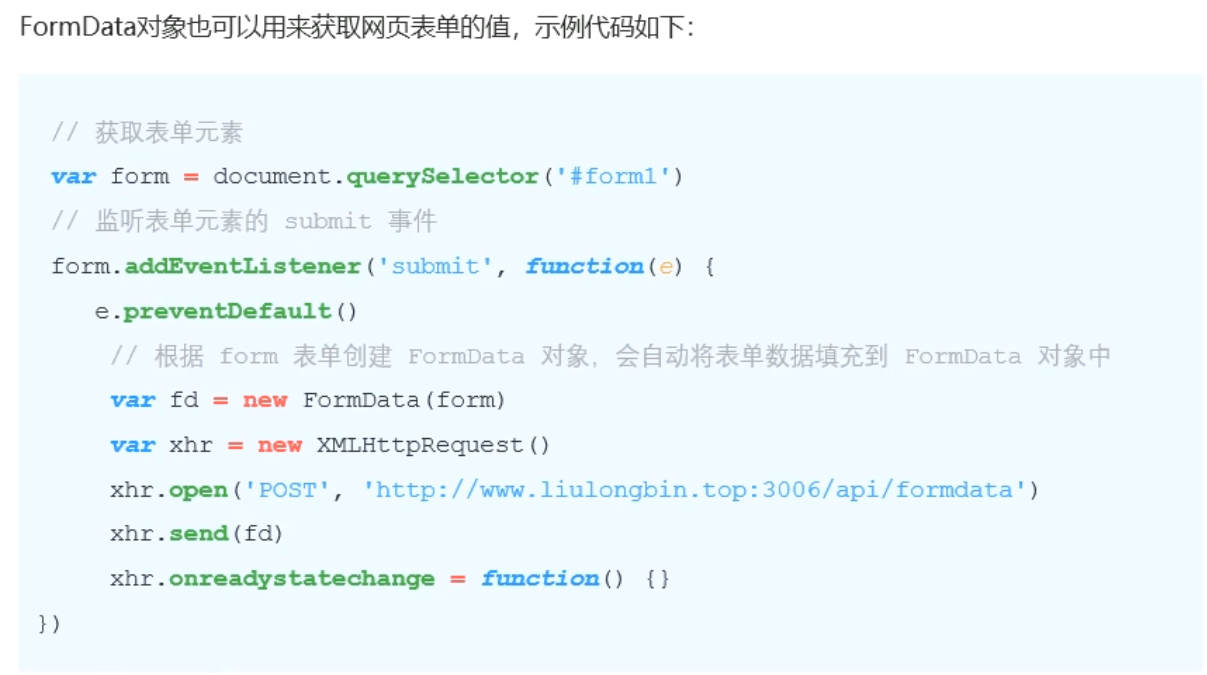 FormData对象也可以用来获取网页表单的值，示例代码如下：
// 获取表单元素
var form = document.querySelector('#form1')
// 监听表单元素的 submit 事件
form.addEventListener('submit', function(e) {
e.preventDefault()
// 根据 form 表单创建 FormData 对象，会自动将表单数据填充到 FormData 对象中
var fd = new FormData(form)
var xhr = new XMLHttpRequest()
xhr.open('POST', 'http://www.liulongbin.top:3006/api/formdata')
xhr.send(fd)
xhr.onreadystatechange = function() {}
})